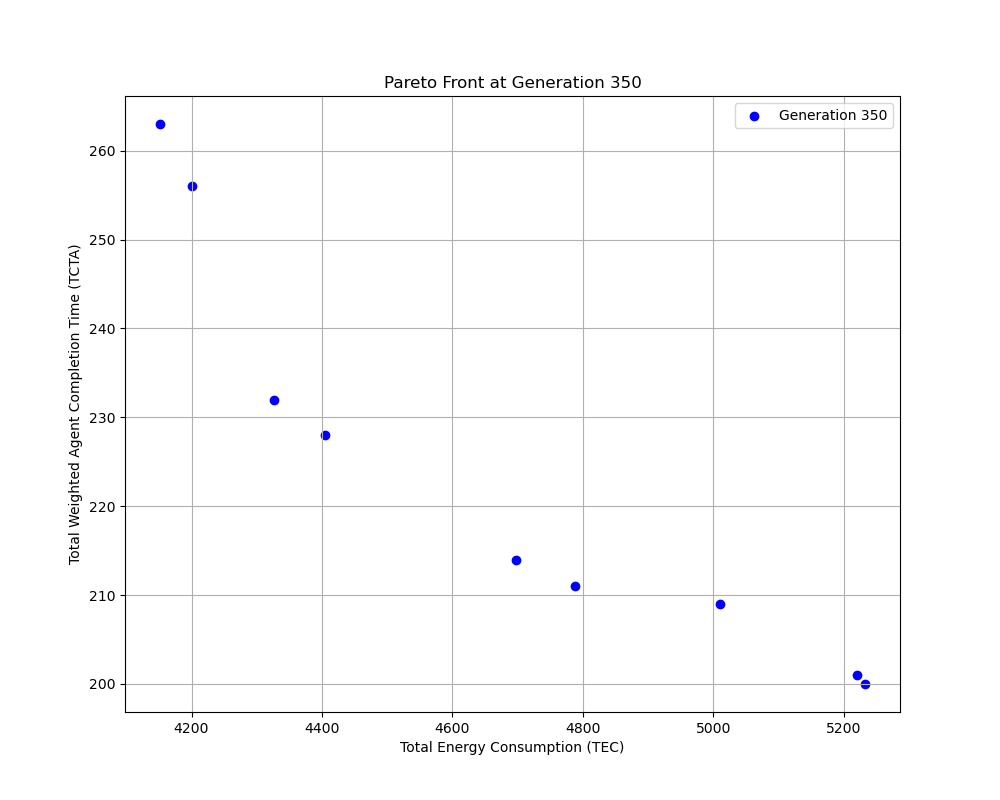 Pareto Front at Generation 350
Generation 350
Total Weighted Agent Completion Time (TCTA)
260
250
240
230
220
210
200
4200 4400 4600 4800 5000 5200
Total Energy Consumption (TEC)